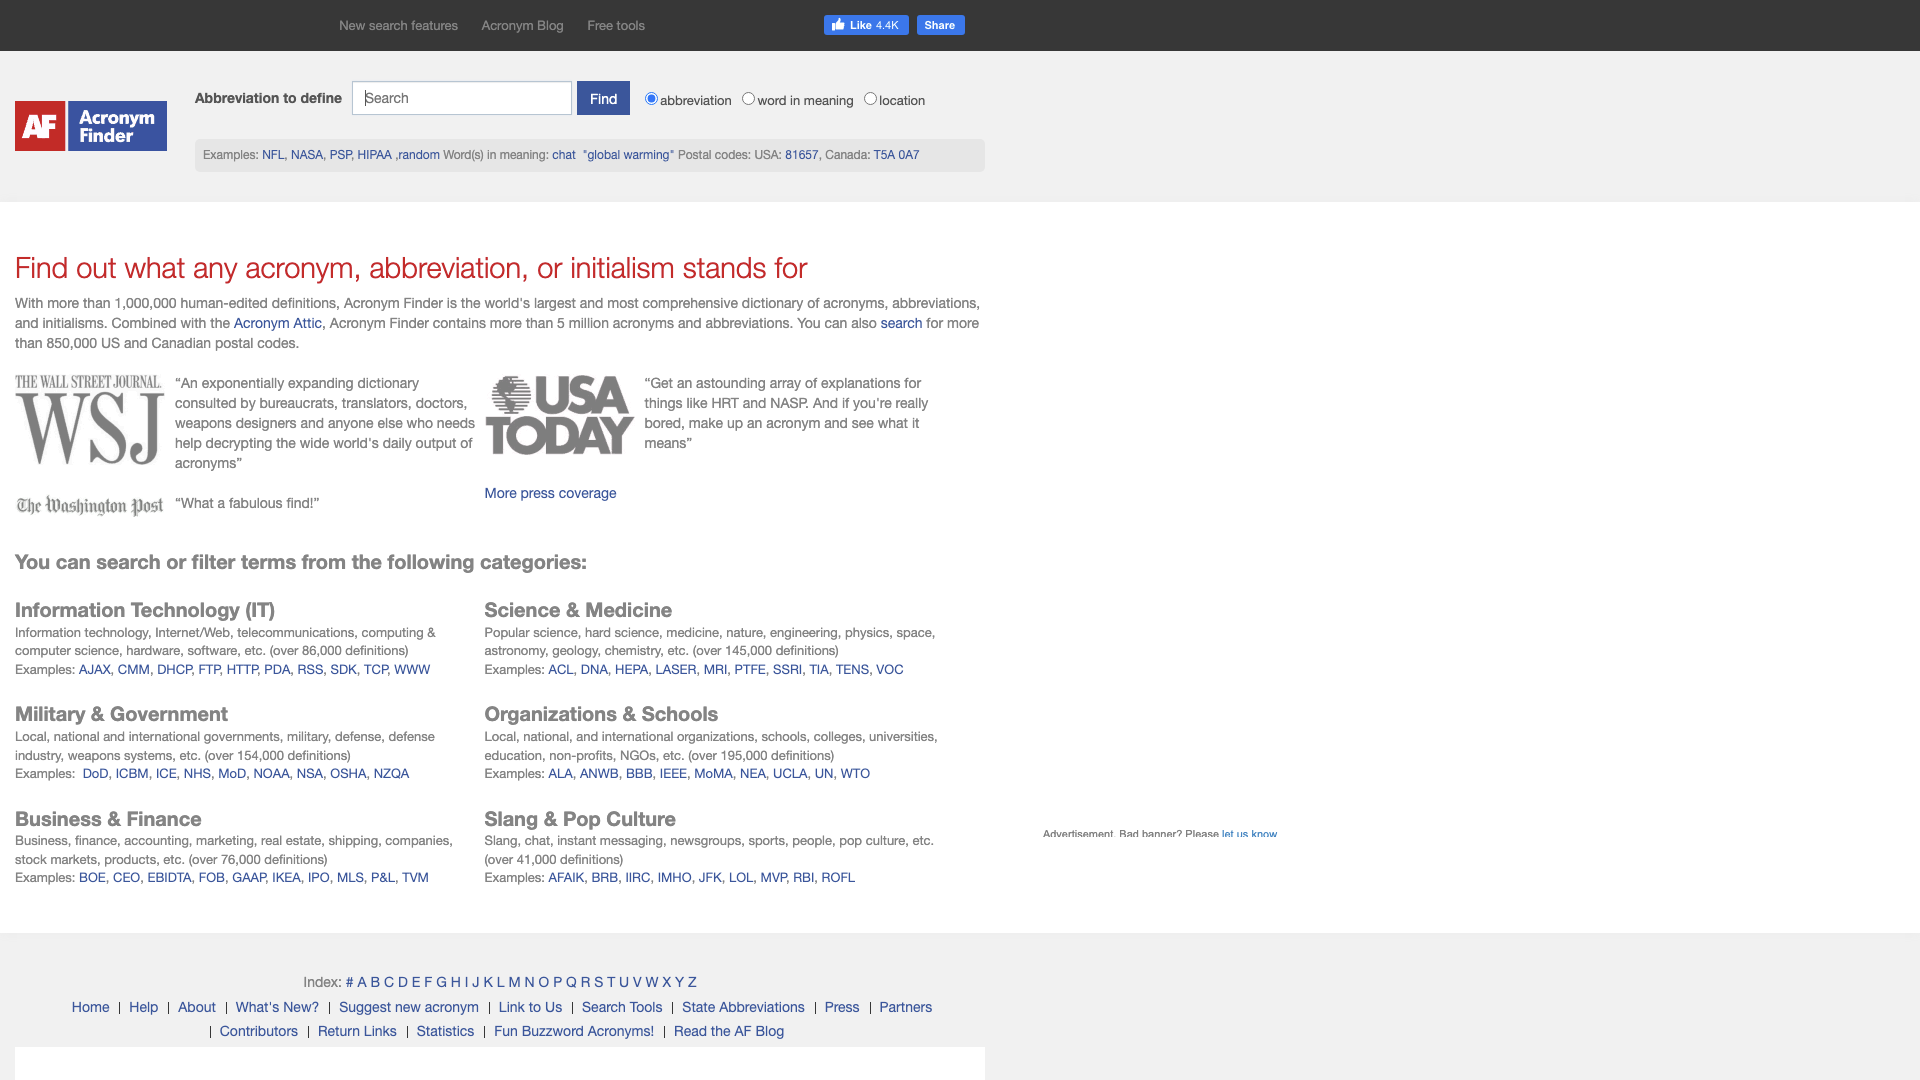 New search features Acronym Blog Free tools Like 4.4K Share
Abbreviation to define Search Find abbreviation word in meaning location
AF Acronym Finder
Examples: NFL, NASA, PSP, HIPAA ,random Word(s) in meaning: chat "global warming" Postal codes: USA: 81657, Canada: T5A 0A7
Find out what any acronym, abbreviation, or initialism stands for
With more than 1,000,000 human-edited definitions, Acronym Finder is the world's largest and most comprehensive dictionary of acronyms, abbreviations,
and initialisms. Combined with the Acronym Attic, Acronym Finder contains more than 5 million acronyms and abbreviations. You can also search for more
than 850,000 US and Canadian postal codes.
THE WALL STREET JOURNAL.
WSJ
“An exponentially expanding dictionary
consulted by bureaucrats, translators, doctors,
weapons designers and anyone else who needs
help decrypting the wide world's daily output of
acronyms”
USA
TODAY
“Get an astounding array of explanations for
things like HRT and NASP. And if you're really
bored, make up an acronym and see what it
means”
The Washington Post “What a fabulous find!”
More press coverage
You can search or filter terms from the following categories:
Information Technology (IT)
Information technology, Internet/Web, telecommunications, computing &
computer science, hardware, software, etc. (over 86,000 definitions)
Examples: AJAX, CMM, DHCP, FTP, HTTP, PDA, RSS, SDK, TCP, WWW
Science & Medicine
Popular science, hard science, medicine, nature, engineering, physics, space,
astronomy, geology, chemistry, etc. (over 145,000 definitions)
Examples: ACL, DNA, HEPA, LASER, MRI, PTFE, SSRI, TIA, TENS, VOC
Military & Government
Local, national and international governments, military, defense, defense
industry, weapons systems, etc. (over 154,000 definitions)
Examples: DoD, ICBM, ICE, NHS, MoD, NOAA, NSA, OSHA, NZQA
Organizations & Schools
Local, national, and international organizations, schools, colleges, universities,
education, non-profits, NGOs, etc. (over 195,000 definitions)
Examples: ALA, ANWB, BBB, IEEE, MoMA, NEA, UCLA, UN, WTO
Business & Finance
Business, finance, accounting, marketing, real estate, shipping, companies,
stock markets, products, etc. (over 76,000 definitions)
Examples: BOE, CEO, EBIDTA, FOB, GAAP, IKEA, IPO, MLS, P&L, TVM
Slang & Pop Culture
Slang, chat, instant messaging, newsgroups, sports, people, pop culture, etc.
(over 41,000 definitions)
Examples: AFAIK, BRB, IIRC, IMHO, JFK, LOL, MVP, RBI, ROFL
Advertisement. Bad banner? Please let us know
Index: # A B C D E F G H I J K L M N O P Q R S T U V W X Y Z
Home | Help | About | What's New? | Suggest new acronym | Link to Us | Search Tools | State Abbreviations | Press | Partners
| Contributors | Return Links | Statistics | Fun Buzzword Acronyms! | Read the AF Blog